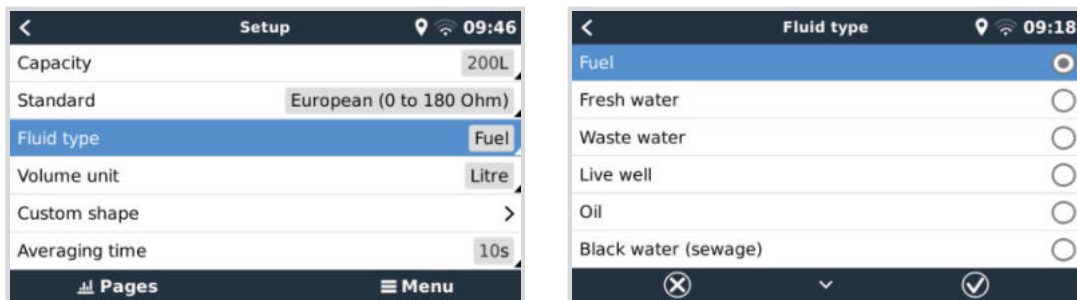 Setup 09:46
Capacity 200L
Standard European (0 to 180 Ohm)
Fluid type Fuel
Volume unit Litre
Custom shape
Averaging time 10s
Pages Menu
Fluid type 09:18
Fuel
Fresh water
Waste water
Live well
Oil
Black water (sewage)